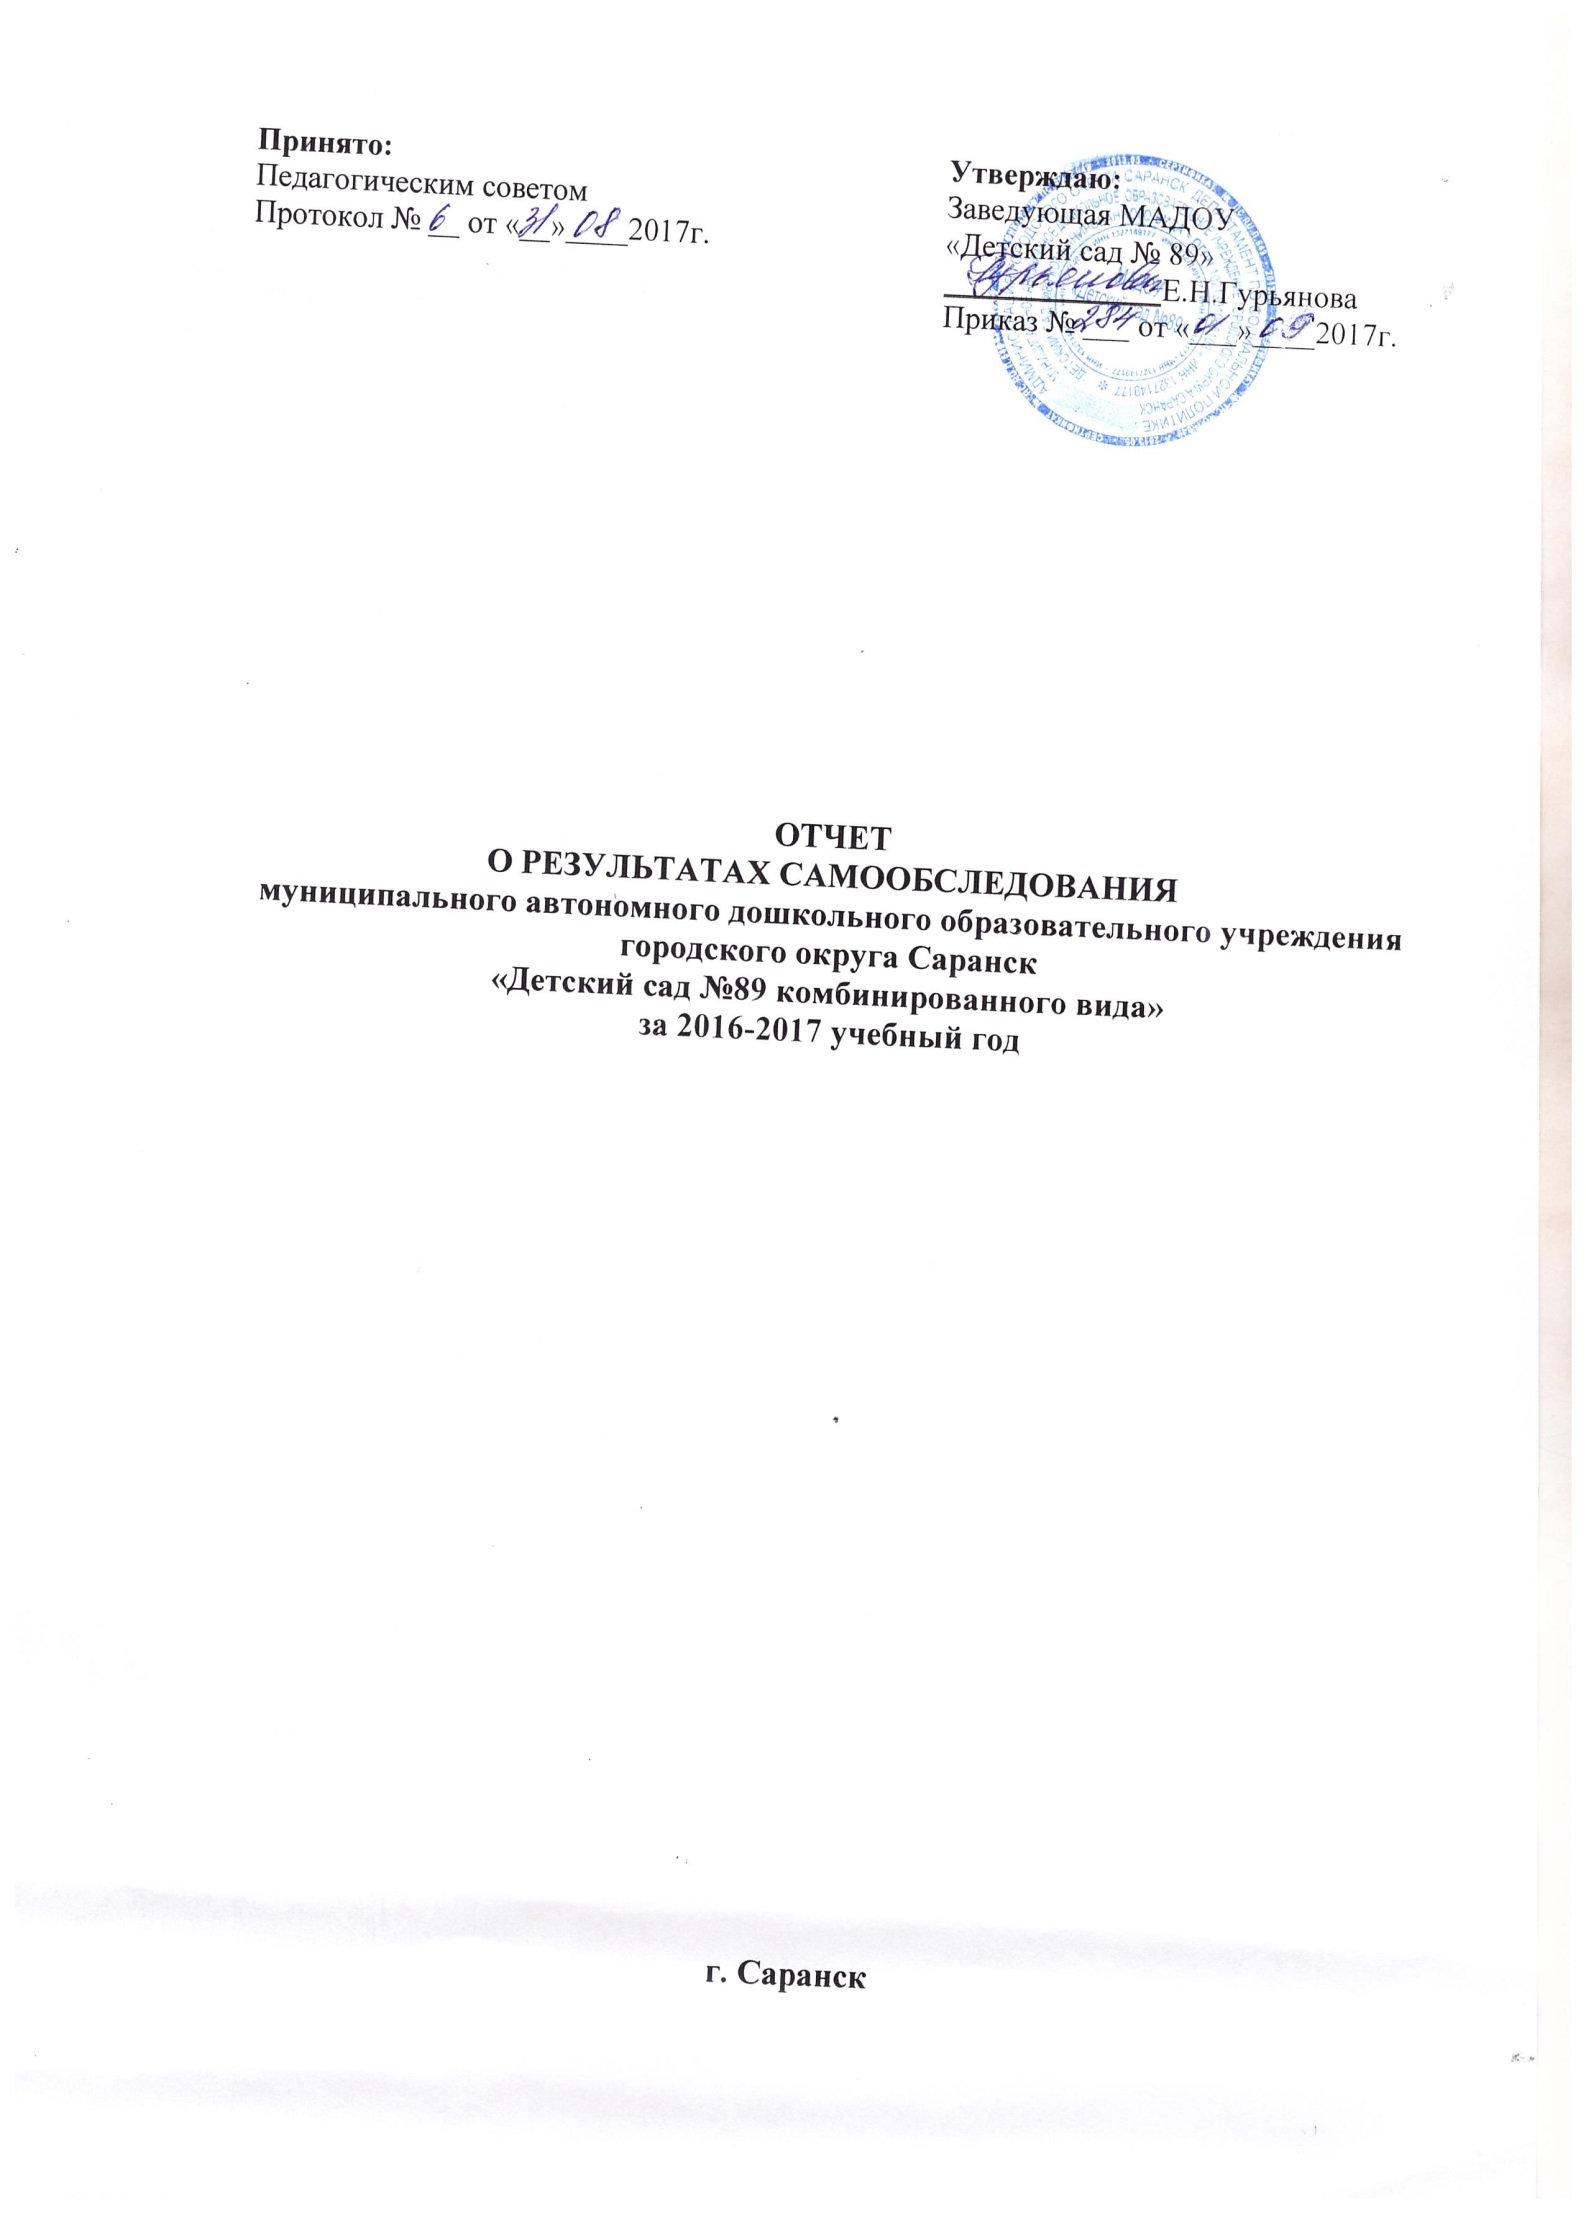 Принято:
Педагогическим советом
Протокол № 6 от «31» 08 2017г.
Утверждаю:
Заведующая МАДОУ
«Детский сад № 89»
Гурьянова Е.Н.Гурьянова
Приказ № 284 от «01» 09 2017г.
ОТЧЕТ
О РЕЗУЛЬТАТАХ САМООБСЛЕДОВАНИЯ
муниципального автономного дошкольного образовательного учреждения
городского округа Саранск
«Детский сад №89 комбинированного вида»
за 2016-2017 учебный год
г. Саранск